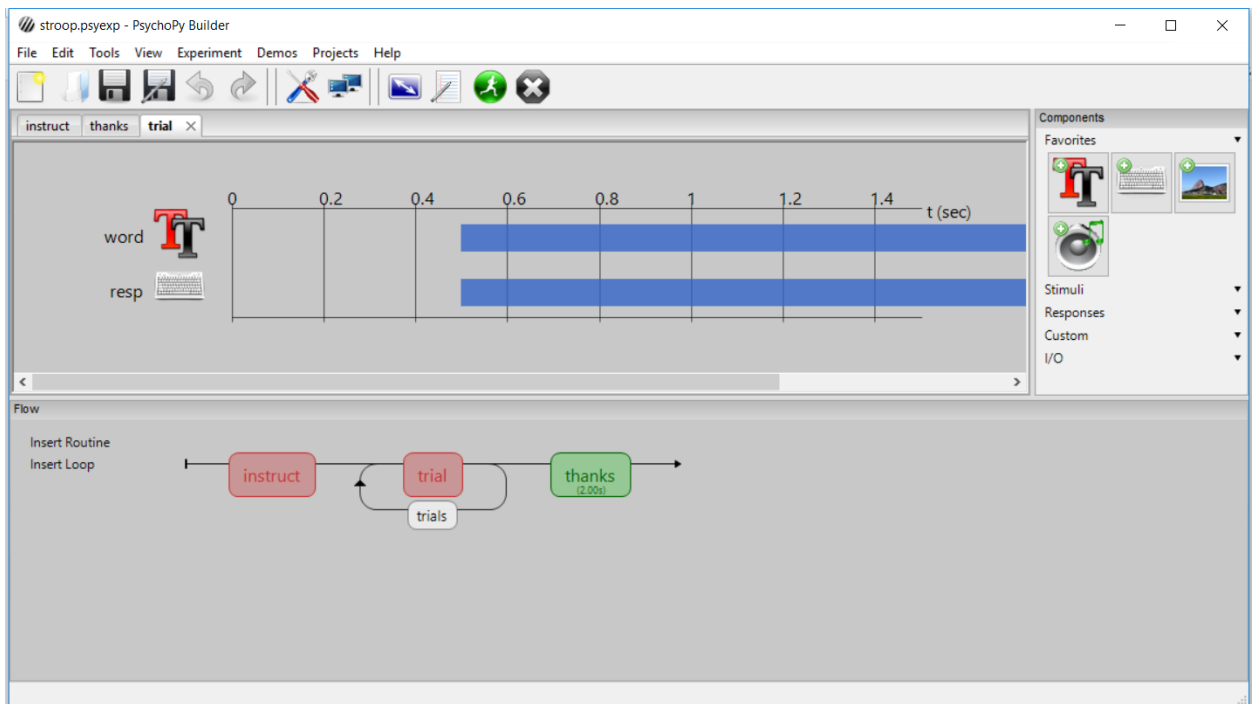 stroop.psyexp - PsychoPy Builder
File Edit Tools View Experiment Demos Projects Help
instruct thanks trial
Components
Favorites
0 0.2 0.4 0.6 0.8 1 1.2 1.4
t (sec)
word
resp
Stimuli
Responses
Custom
I/O
Flow
Insert Routine
Insert Loop
instruct trial thanks
(2.00s)
trials